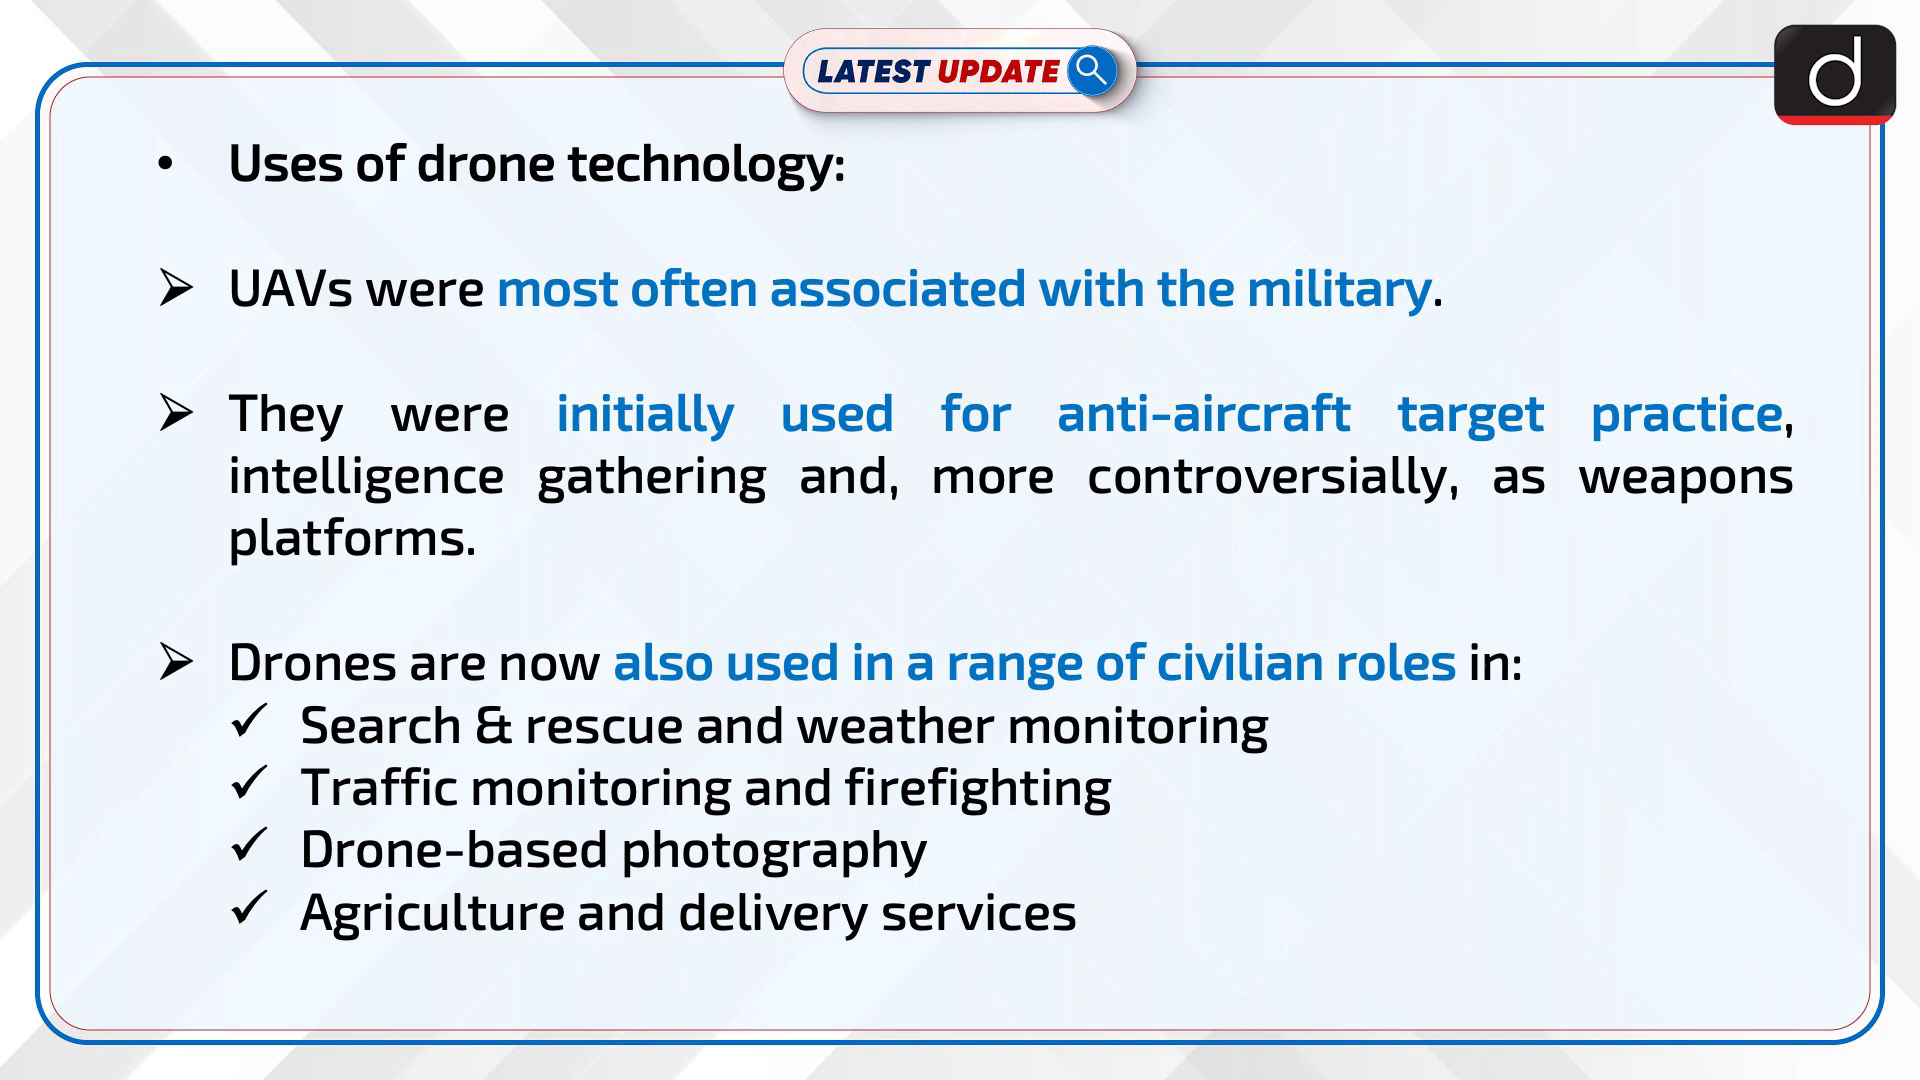 LATEST UPDATE
d
• Uses of drone technology:
➢ UAVs were most often associated with the military.
➢ They were initially used for anti-aircraft target practice,
intelligence gathering and, more controversially, as weapons
platforms.
➢ Drones are now also used in a range of civilian roles in:
✓ Search & rescue and weather monitoring
✓ Traffic monitoring and firefighting
✓ Drone-based photography
✓ Agriculture and delivery services